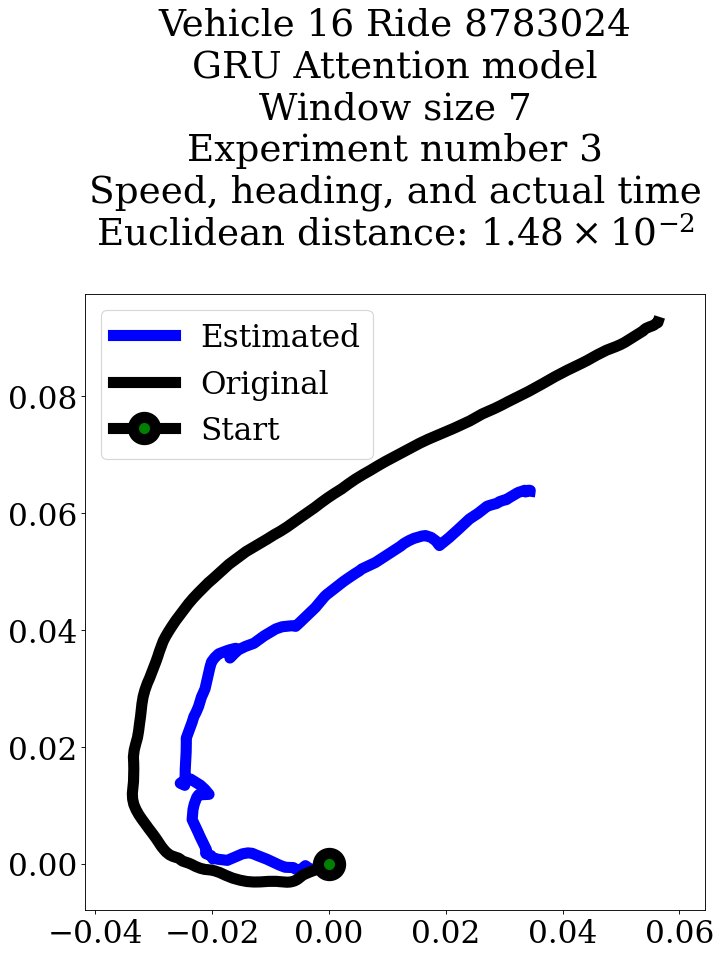 Vehicle 16 Ride 8783024
GRU Attention model
Window size 7
Experiment number 3
Speed, heading, and actual time
Euclidean distance: 1.48 × 10⁻²
Estimated
Original
Start
0.08
0.06
0.04
0.02
0.00
−0.04 −0.02 0.00 0.02 0.04 0.06